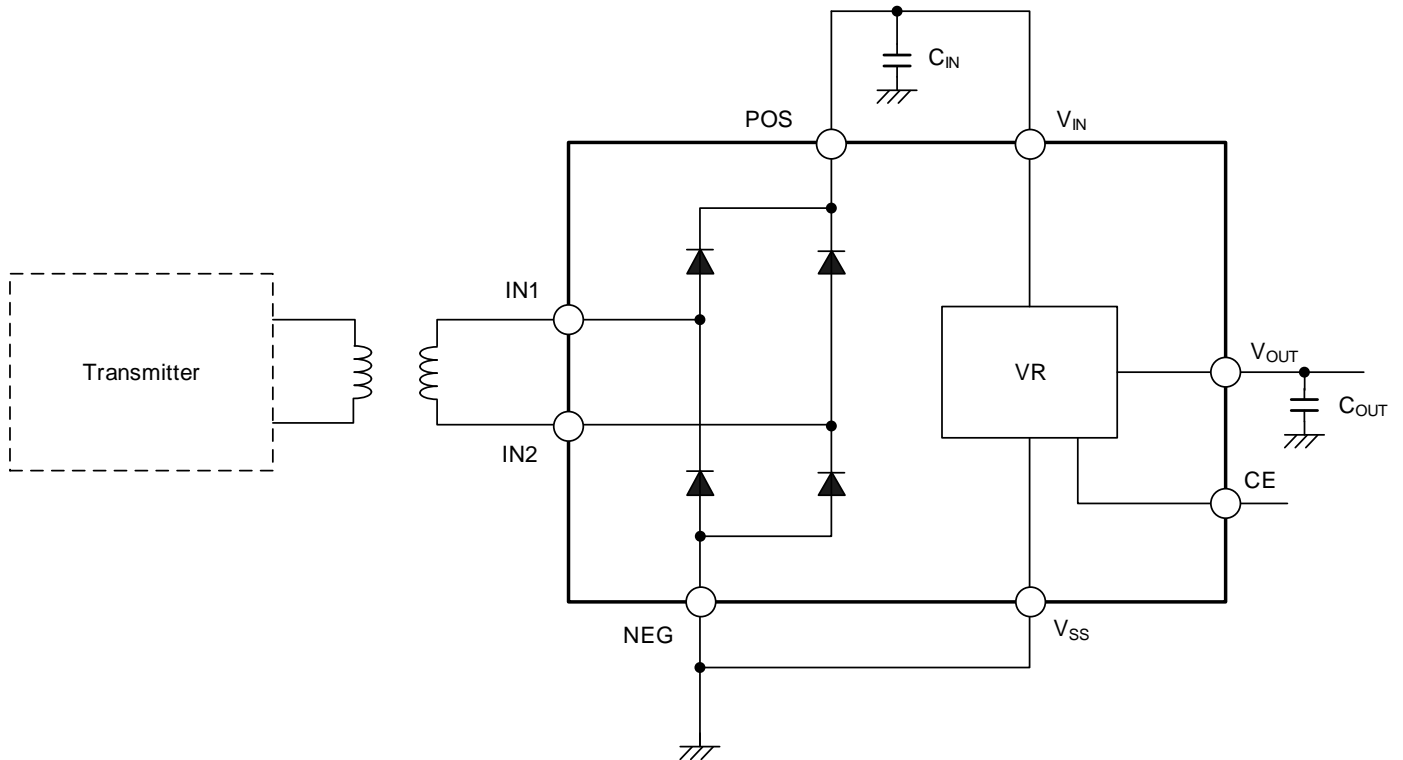 C_IN
POS
V_IN
IN1
Transmitter
VR
V_OUT
C_OUT
IN2
CE
NEG
V_SS